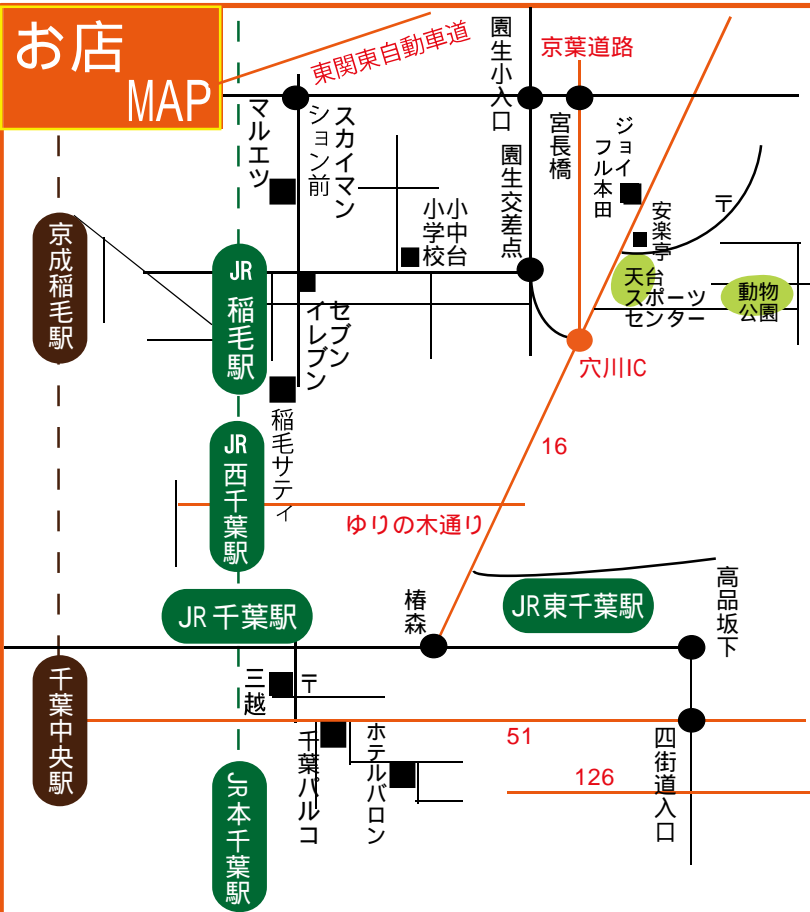 お店
MAP
東関東自動車道
園生小入口
京葉道路
マルエツ
スカイマン
ション前
宮長橋
ジョイ
フル本田
園生交差点
小中台
小学校
安楽亭
〒
京成稲毛駅
JR
稲毛駅
天台
スポーツ
センター
動物
公園
セブン
イレブン
穴川IC
稲毛サティ
JR
西千葉駅
16
ゆりの木通り
JR千葉駅
椿森
JR東千葉駅
高品坂下
三越
〒
千葉中央駅
千葉パルコ
ホテルバロン
51
四街道入口
126
JR本千葉駅